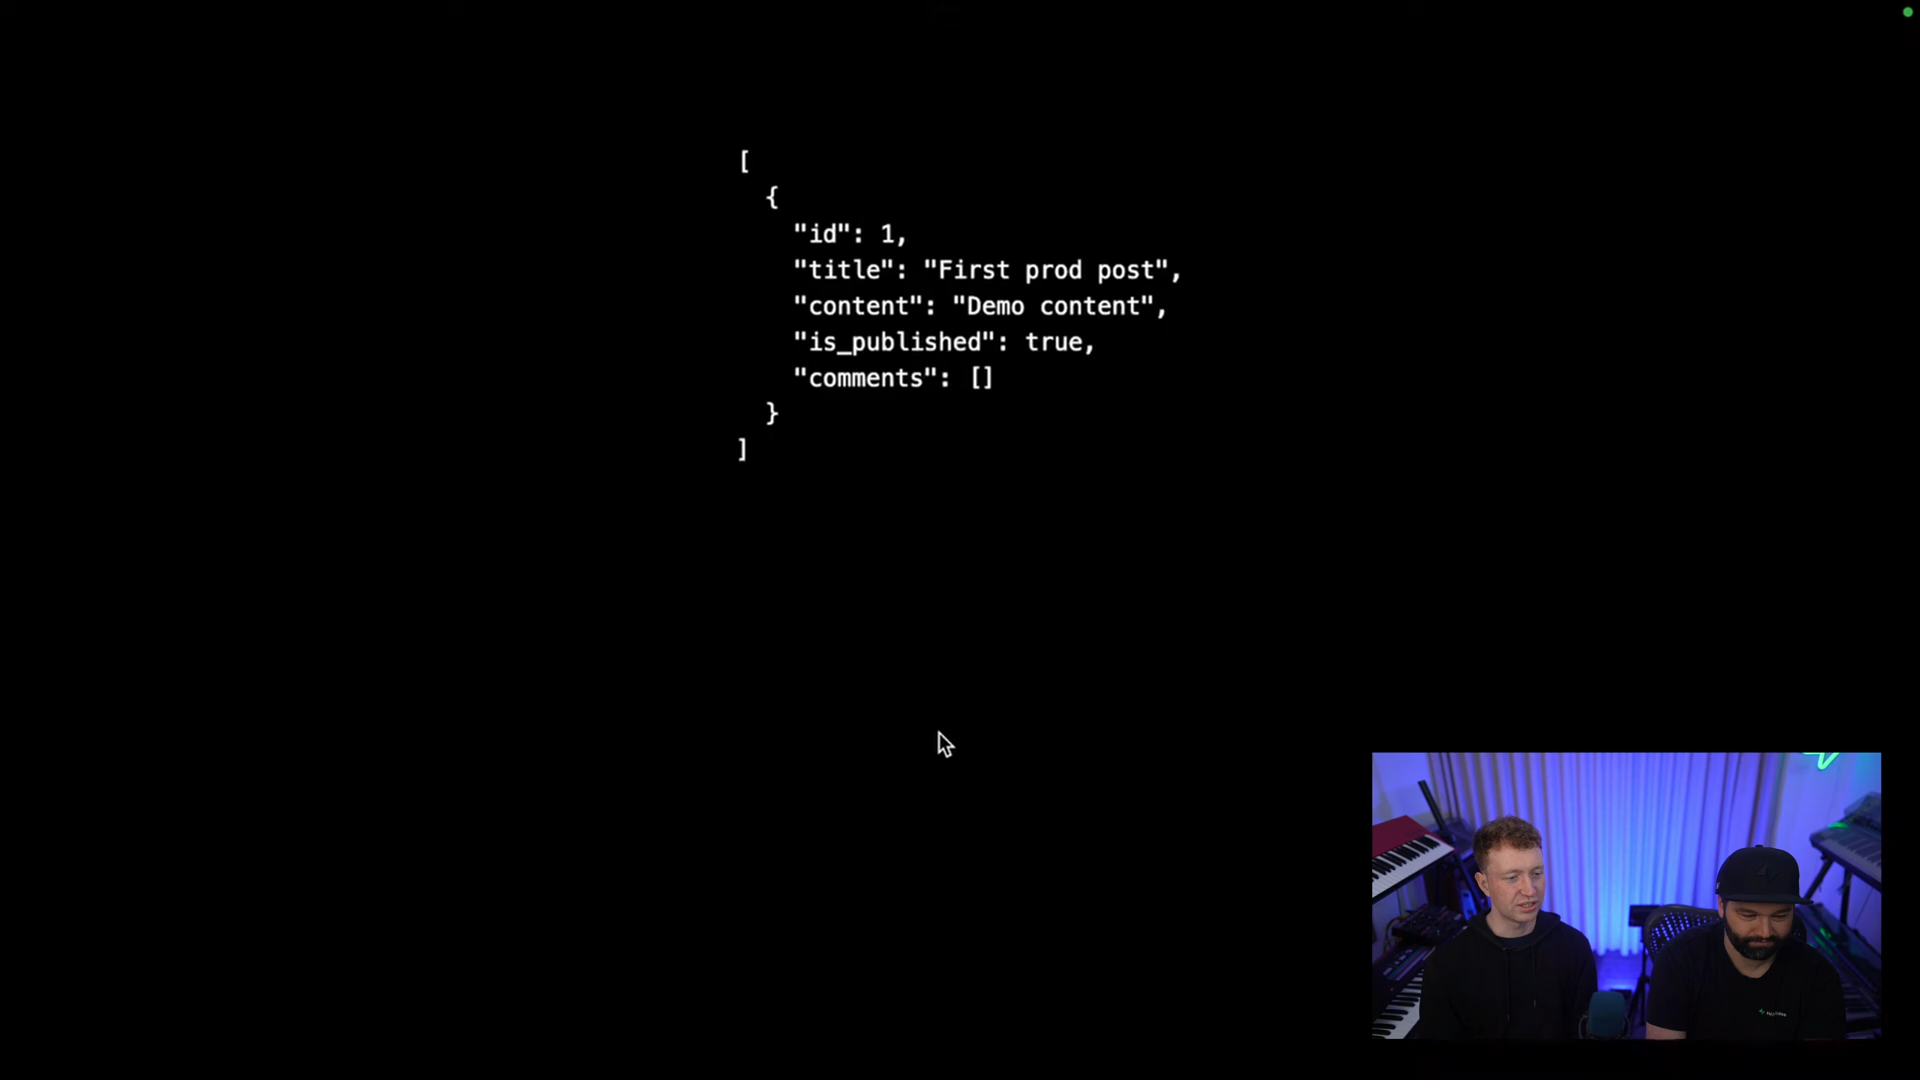 [
{
"id": 1,
"title": "First prod post",
"content": "Demo content",
"is_published": true,
"comments": []
}
]